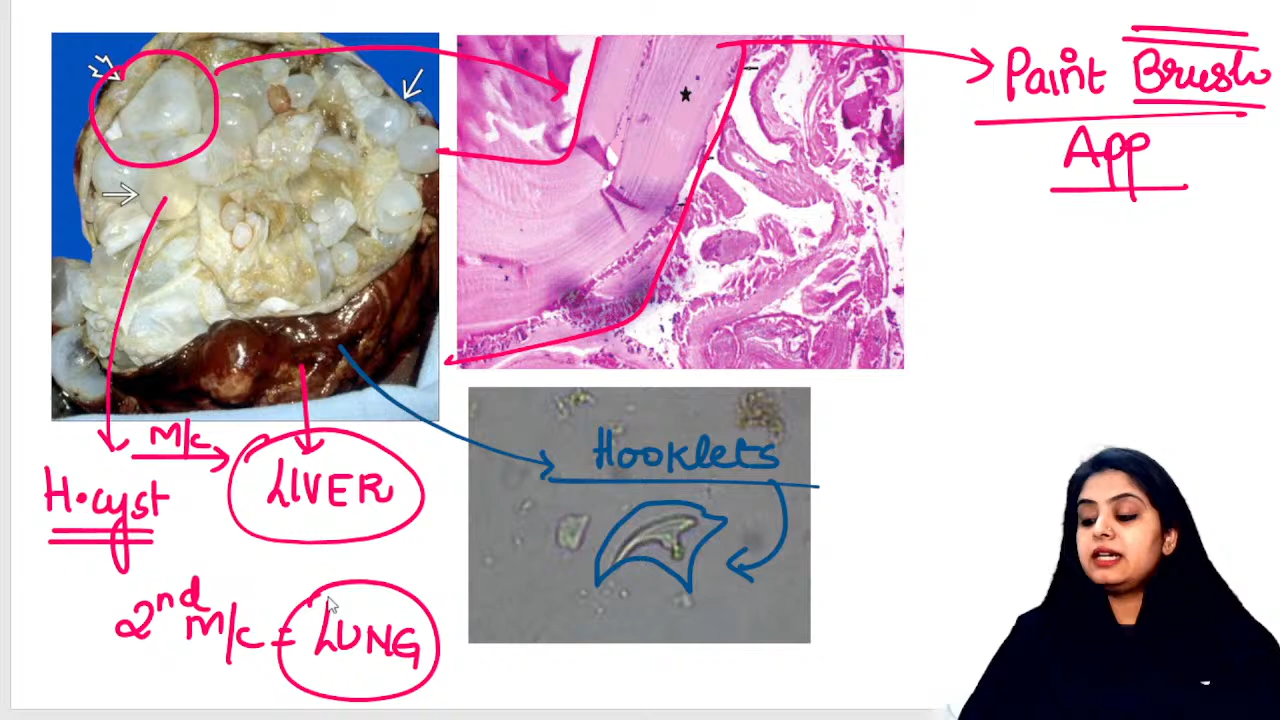 Paint Brush
App
Hooklets
M/c
H.cyst
LIVER
2nd M/c = LUNG